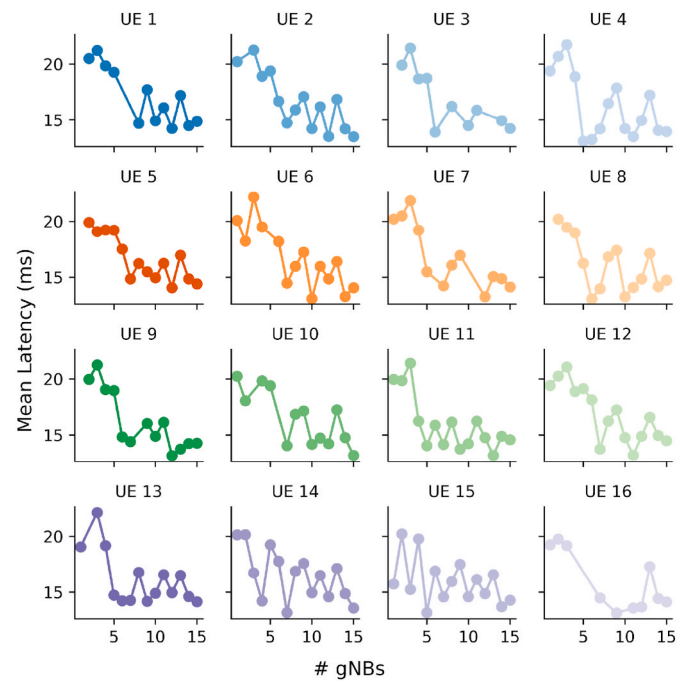 UE 1 UE 2 UE 3 UE 4
20
15
UE 5 UE 6 UE 7 UE 8
20
15
UE 9 UE 10 UE 11 UE 12
20
15
UE 13 UE 14 UE 15 UE 16
20
15
5 10 15 5 10 15 5 10 15 5 10 15
Mean Latency (ms)
# gNBs